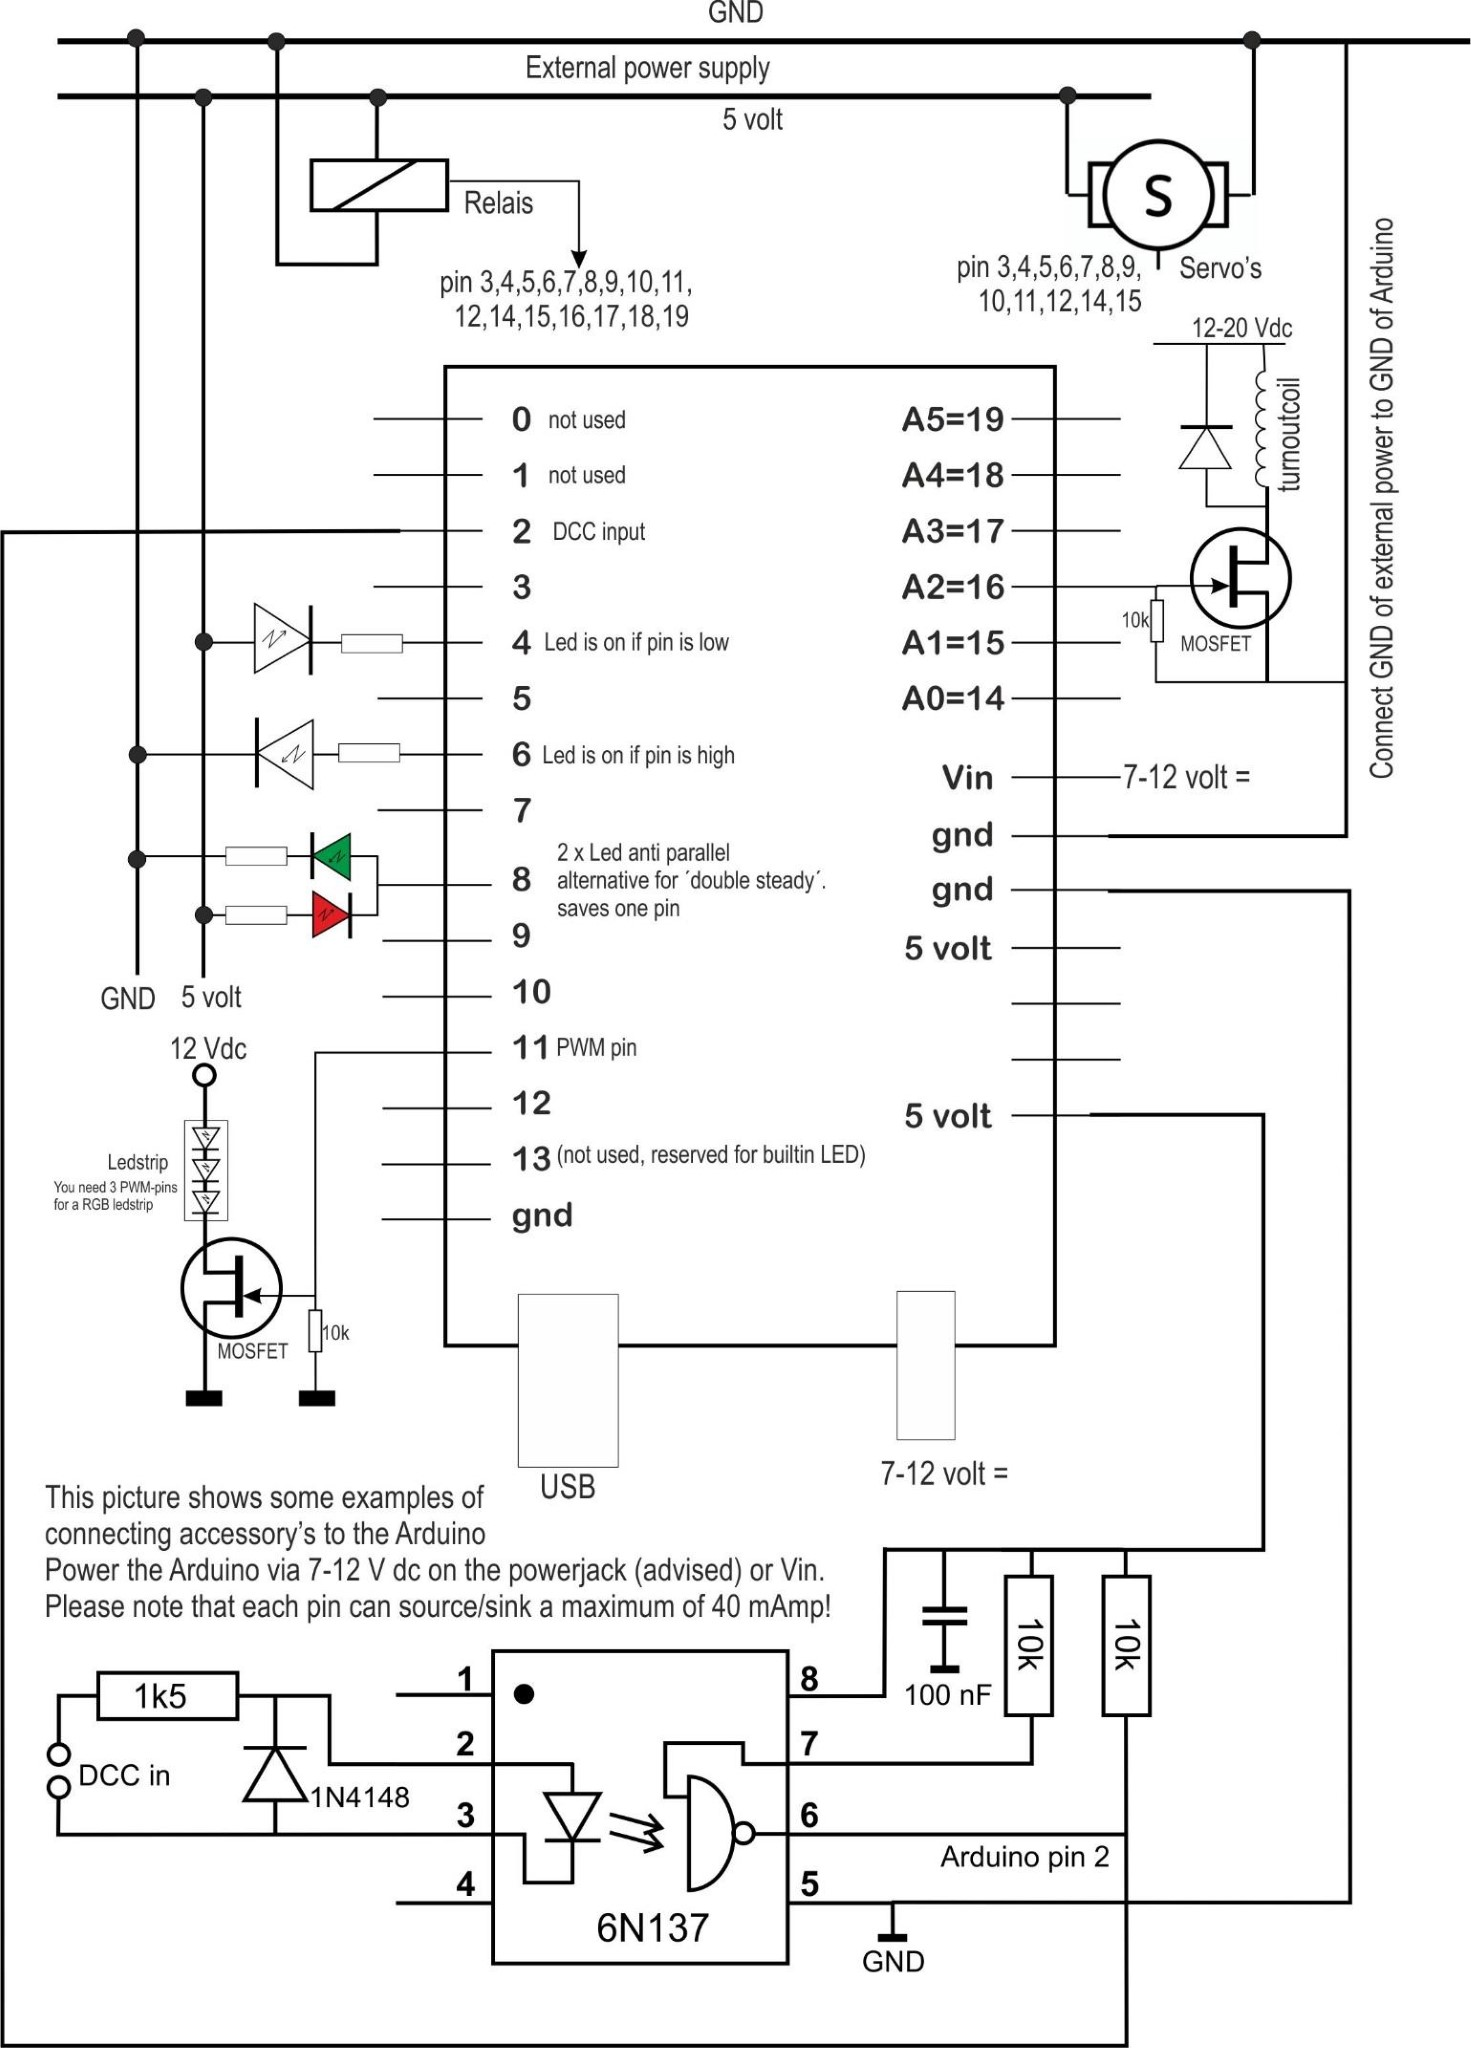 GND
External power supply
5 volt
Relais
pin 3,4,5,6,7,8,9,10,11,
12,14,15,16,17,18,19
S
pin 3,4,5,6,7,8,9,
10,11,12,14,15
Servo's
12-20 Vdc
turnoutcoil
10k
MOSFET
Connect GND of external power to GND of Arduino
0 not used
1 not used
2 DCC input
3
4 Led is on if pin is low
5
6 Led is on if pin is high
7
8 2 x Led anti parallel
alternative for ´double steady´.
saves one pin
9
10
11 PWM pin
12
13 (not used, reserved for builtin LED)
gnd
A5=19
A4=18
A3=17
A2=16
A1=15
A0=14
Vin 7-12 volt =
gnd
gnd
5 volt
5 volt
GND 5 volt
12 Vdc
Ledstrip
You need 3 PWM-pins
for a RGB ledstrip
MOSFET
10k
USB
7-12 volt =
This picture shows some examples of
connecting accessory's to the Arduino
Power the Arduino via 7-12 V dc on the powerjack (advised) or Vin.
Please note that each pin can source/sink a maximum of 40 mAmp!
1k5
DCC in
1N4148
1
2
3
4
8
7
6
5
6N137
100 nF
10k
10k
Arduino pin 2
GND